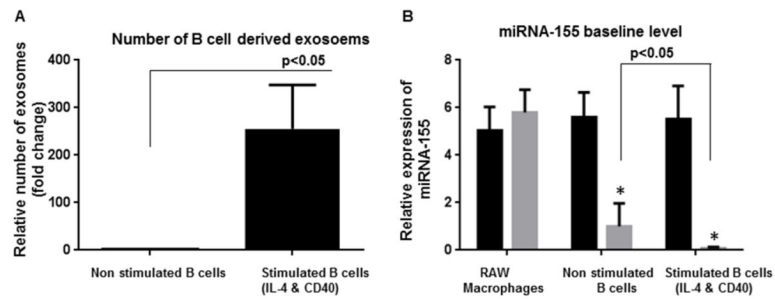 A
Number of B cell derived exosoems
p<0.05
Relative number of exosomes
(fold change)
400
300
200
100
0
Non stimulated B cells
Stimulated B cells
(IL-4 & CD40)
B
miRNA-155 baseline level
p<0.05
Relative expression of
miRNA-155
8
6
4
2
0
*
*
RAW
Macrophages
Non stimulated
B cells
Stimulated B cells
(IL-4 & CD40)